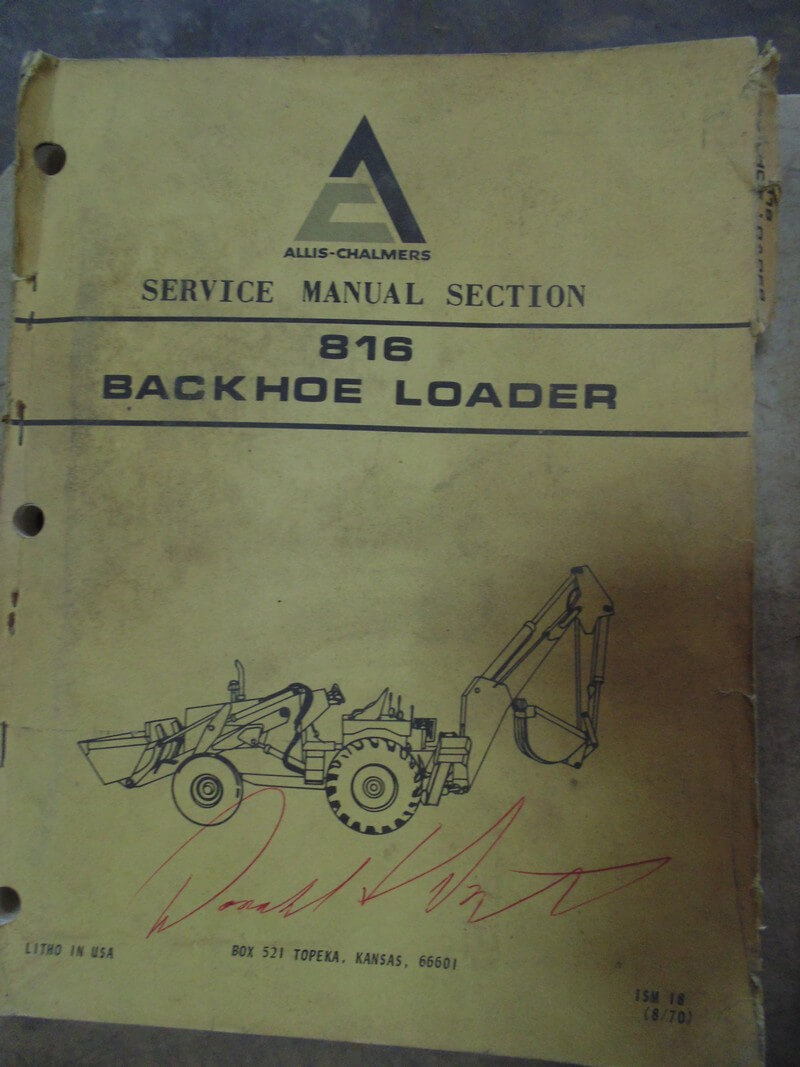 ALLIS-CHALMERS
SERVICE MANUAL SECTION
816
BACKHOE LOADER
Donald
LITHO IN USA
BOX 521 TOPEKA, KANSAS, 66601
ISM 18
(8/70)